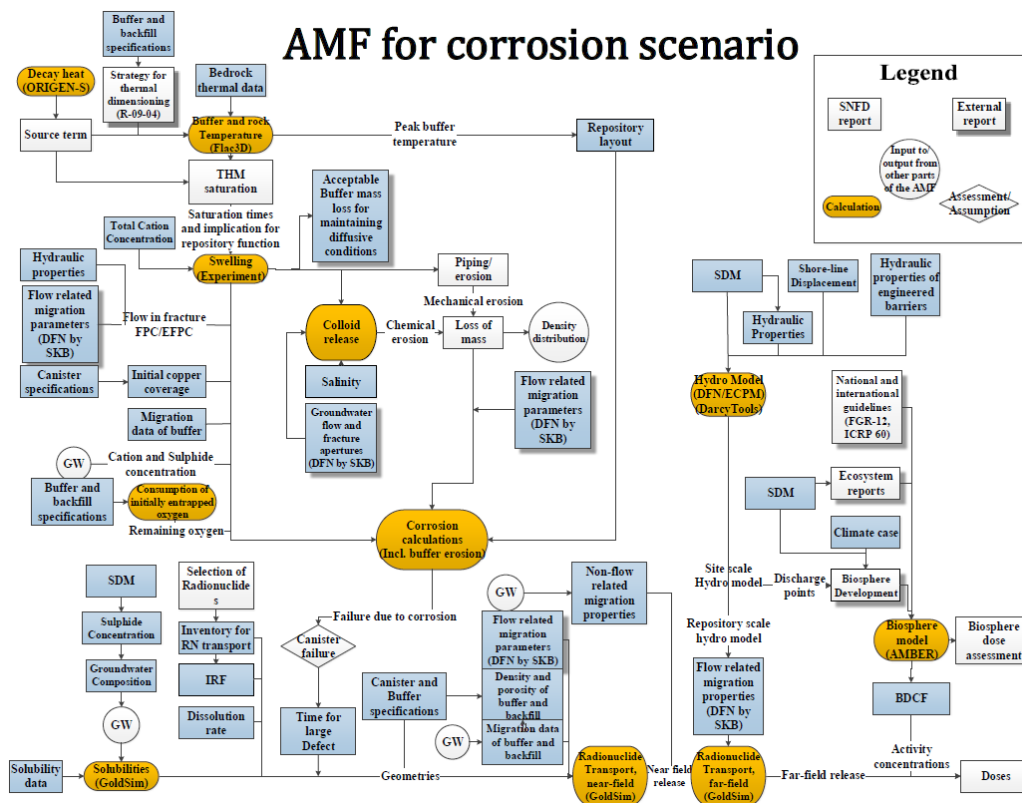 AMF for corrosion scenario
Buffer and
backfill
specifications
Decay heat
(ORIGEN-S)
Strategy for
thermal
dimensioning
(R-09-04)
Bedrock
thermal data
Source term
Buffer and rock
Temperature
(Flac3D)
Peak buffer
temperature
Repository
layout
THM
saturation
Saturation times
and implication for
repository function
Acceptable
Buffer mass
loss for
maintaining
diffusive
conditions
Total Cation
Concentration
Swelling
(Experiment)
Hydraulic
properties
Flow related
migration
parameters
(DFN by
SKB)
Flow in fracture
FPC/EFPC
Canister
specifications
Initial copper
coverage
Migration
data of buffer
GW
Cation and Sulphide
concentration
Buffer and
backfill
specifications
Consumption of
initially entrapped
oxygen
Remaining oxygen
Piping/
erosion
Mechanical erosion
Colloid
release
Chemical
erosion
Loss of
mass
Density
distribution
Salinity
Groundwater
flow and
fracture
apertures
(DFN by SKB)
Flow related
migration
parameters
(DFN by
SKB)
Corrosion
calculations
(Incl. buffer erosion)
Legend
SNFD
report
External
report
Input to/
output from
other parts
of the AMF
Calculation
Assessment/
Assumption
SDM
Shore-line
Displacement
Hydraulic
properties of
engineered
barriers
Hydraulic
Properties
Hydro Model
(DFN/ECPM)
(DarcyTools)
National and
international
guidelines
(FGR-12,
ICRP 60)
SDM
Ecosystem
reports
Climate case
Site scale
Hydro model
Discharge
points
Biosphere
Development
Repository scale
hydro model
Biosphere
model
(AMBER)
Biosphere
dose
assessment
Flow related
migration
properties
(DFN by
SKB)
BDCF
Activity
concentrations
SDM
Sulphide
Concentration
Groundwater
Composition
GW
Solubility
data
Solubilities
(GoldSim)
Selection of
Radionuclide
s
Inventory for
RN transport
IRF
Dissolution
rate
Failure due to corrosion
Canister
failure
Time for
large
Defect
Canister and
Buffer
specifications
GW
Non-flow
related
migration
properties
Flow related
migration
parameters
(DFN by SKB)
Density and
porosity of
buffer and
backfill
GW
Migration data
of buffer and
backfill
Geometries
Radionuclide
Transport,
near-field
(GoldSim)
Near field
release
Radionuclide
Transport,
far-field
(GoldSim)
Far-field release
Doses